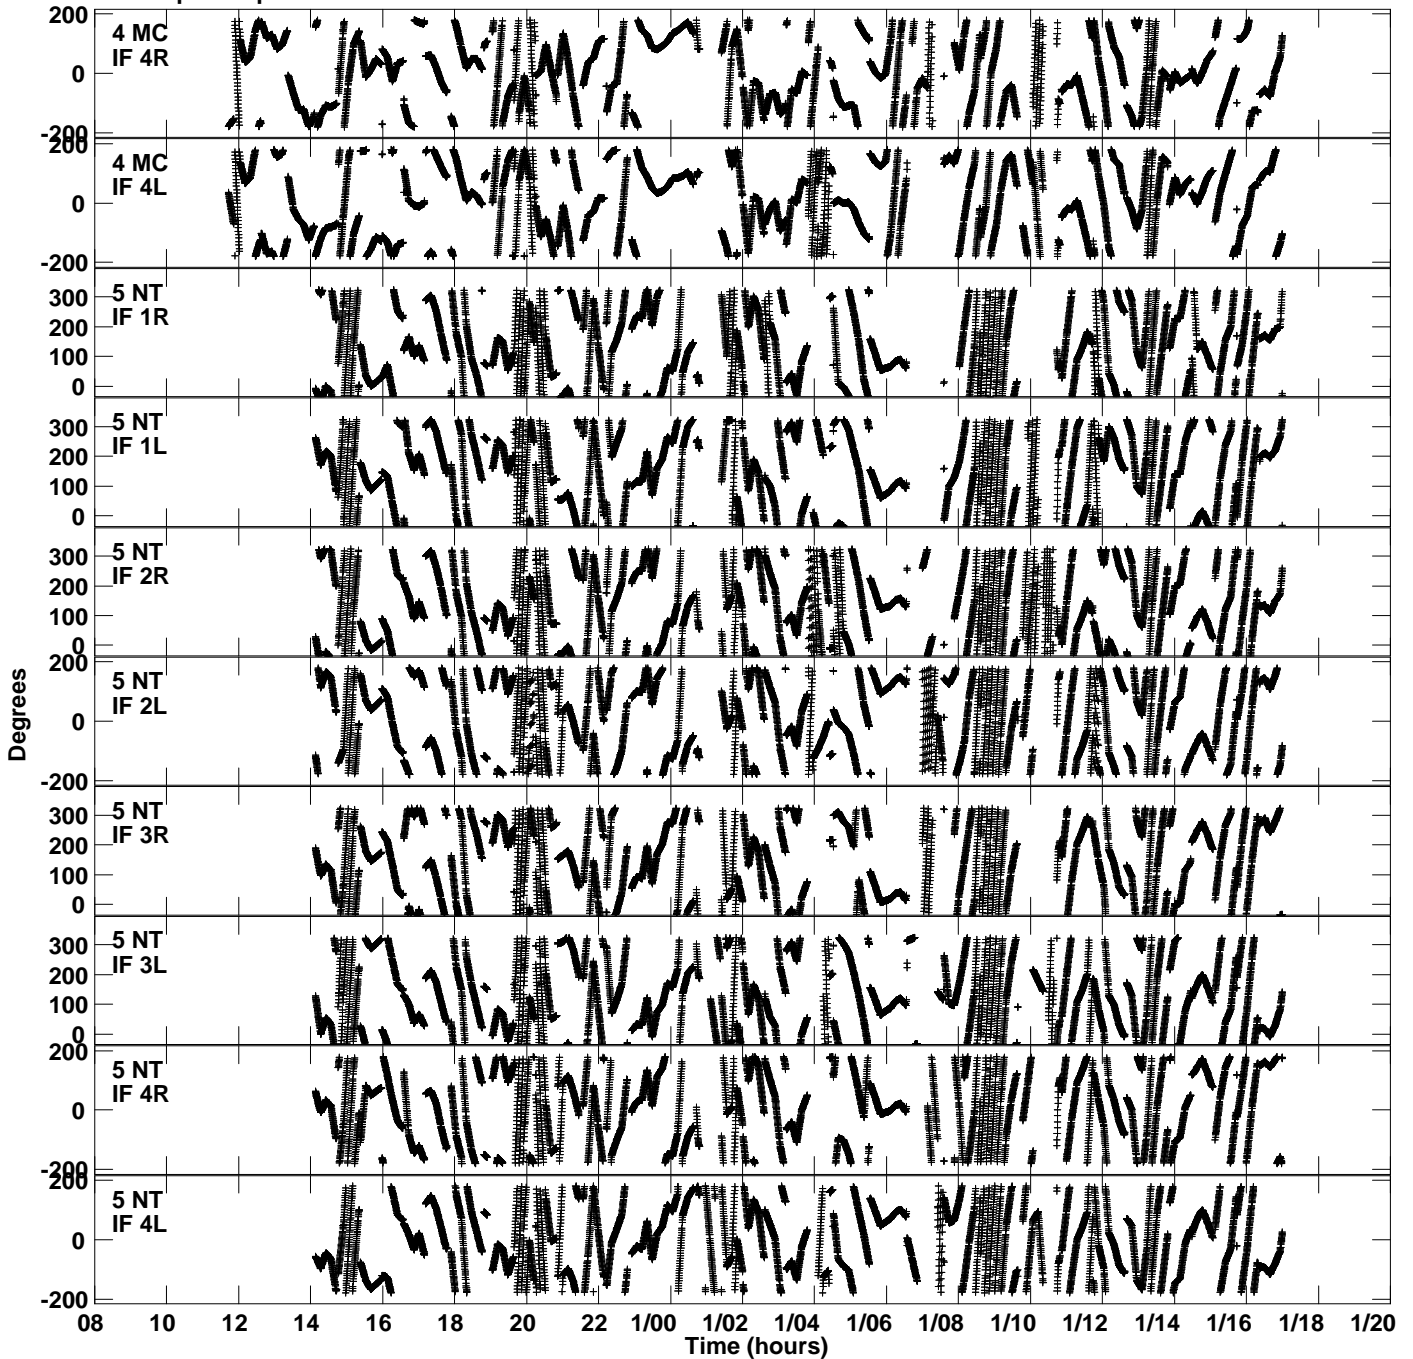 200
4 MC
IF 4R
0
-200
200
4 MC
IF 4L
0
-200
5 NT
IF 1R
300
200
100
0
5 NT
IF 1L
300
200
100
0
5 NT
IF 2R
300
200
100
0
200
5 NT
IF 2L
0
-200
5 NT
IF 3R
300
200
100
0
5 NT
IF 3L
300
200
100
0
200
5 NT
IF 4R
0
-200
200
5 NT
IF 4L
0
-200
Degrees
08 10 12 14 16 18 20 22 1/00 1/02 1/04 1/06 1/08 1/10 1/12 1/14 1/16 1/18 1/20
Time (hours)